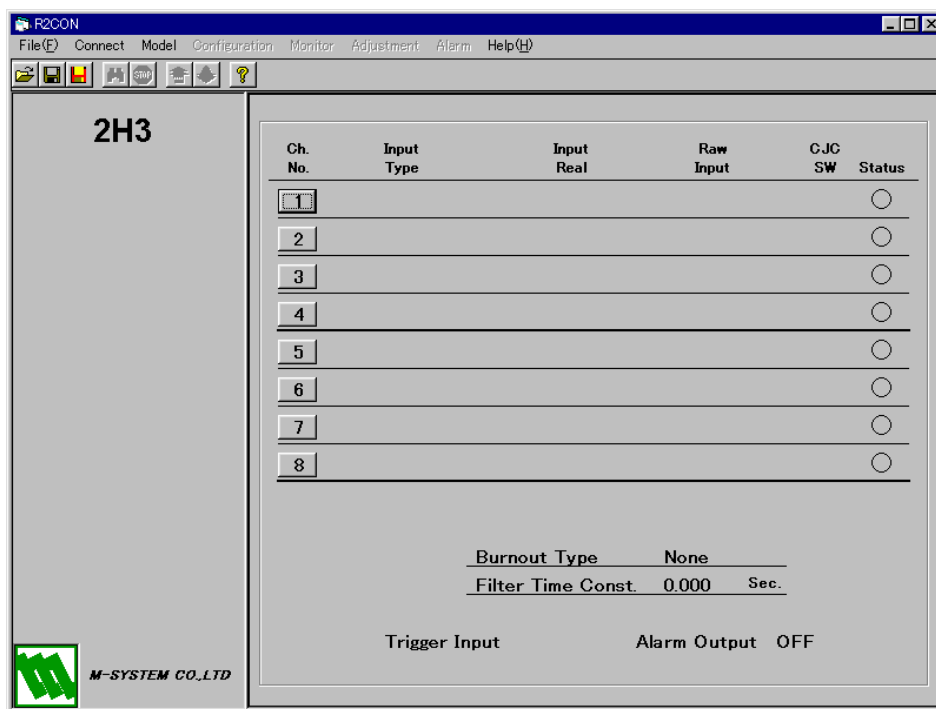 R2CON
File(F) Connect Model Configuration Monitor Adjustment Alarm Help(H)
STOP ?
2H3
Ch. No. Input Type Input Real Raw Input CJC SW Status
1
2
3
4
5
6
7
8
Burnout Type None
Filter Time Const. 0.000 Sec.
Trigger Input Alarm Output OFF
M-SYSTEM CO.,LTD